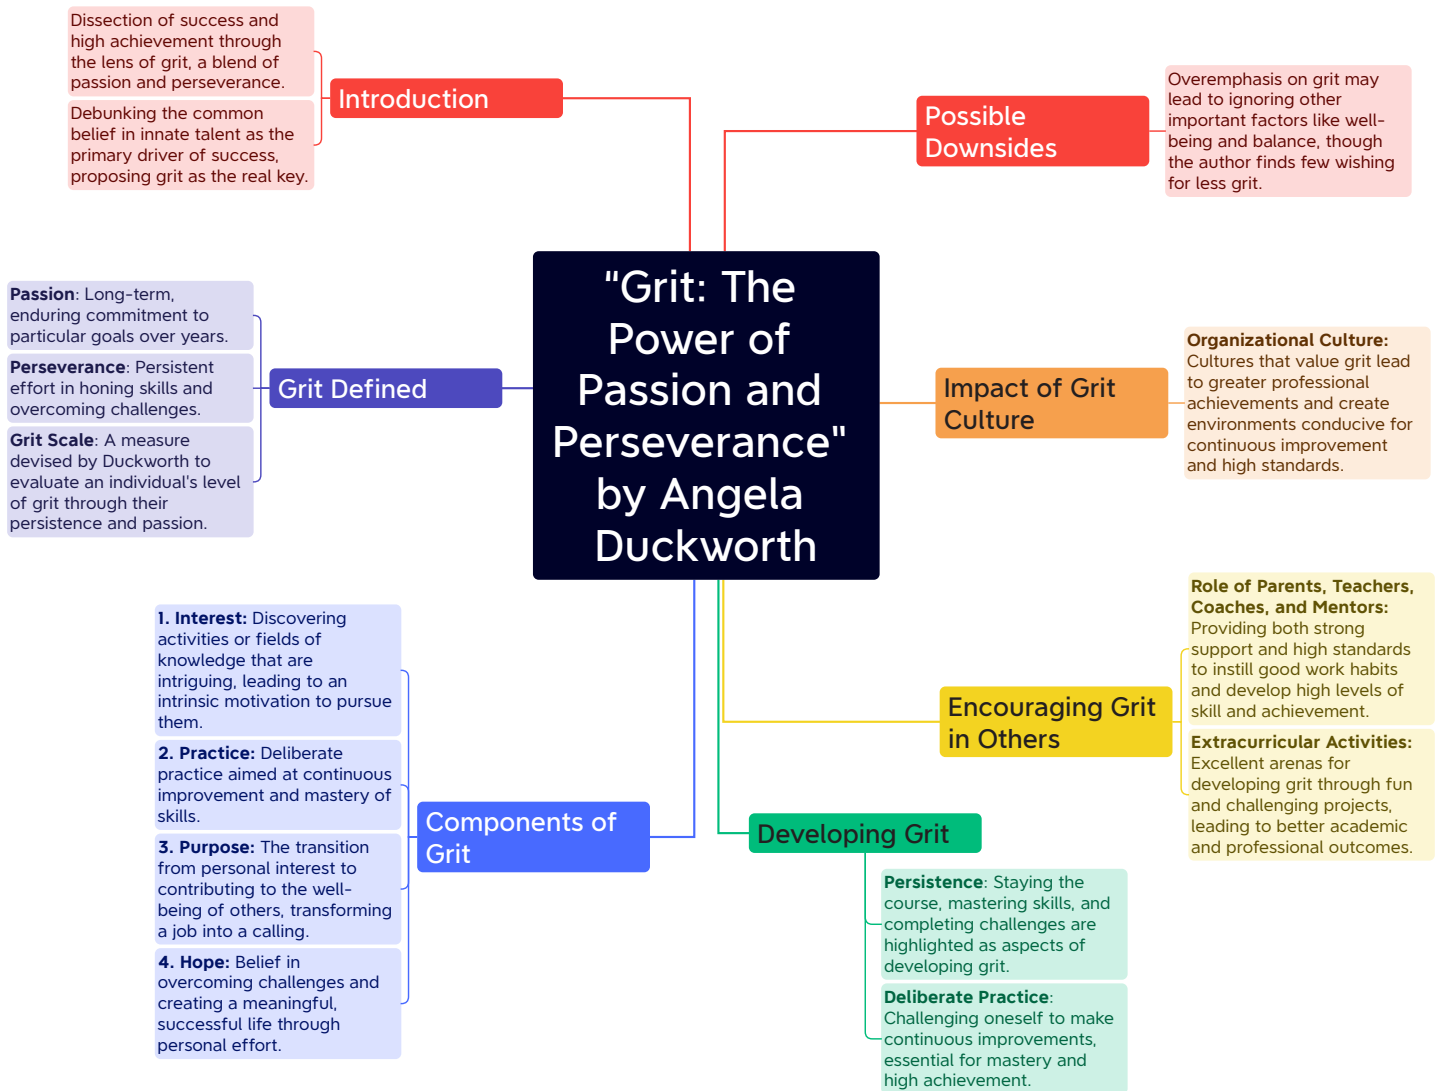 "Grit: The
Power of
Passion and
Perseverance"
by Angela
Duckworth
Introduction
Dissection of success and
high achievement through
the lens of grit, a blend of
passion and perseverance.
Debunking the common
belief in innate talent as the
primary driver of success,
proposing grit as the real key.
Grit Defined
Passion: Long-term,
enduring commitment to
particular goals over years.
Perseverance: Persistent
effort in honing skills and
overcoming challenges.
Grit Scale: A measure
devised by Duckworth to
evaluate an individual's level
of grit through their
persistence and passion.
Components of
Grit
1. Interest: Discovering
activities or fields of
knowledge that are
intriguing, leading to an
intrinsic motivation to pursue
them.
2. Practice: Deliberate
practice aimed at continuous
improvement and mastery of
skills.
3. Purpose: The transition
from personal interest to
contributing to the well-
being of others, transforming
a job into a calling.
4. Hope: Belief in
overcoming challenges and
creating a meaningful,
successful life through
personal effort.
Developing Grit
Persistence: Staying the
course, mastering skills, and
completing challenges are
highlighted as aspects of
developing grit.
Deliberate Practice:
Challenging oneself to make
continuous improvements,
essential for mastery and
high achievement.
Encouraging Grit
in Others
Role of Parents, Teachers,
Coaches, and Mentors:
Providing both strong
support and high standards
to instill good work habits
and develop high levels of
skill and achievement.
Extracurricular Activities:
Excellent arenas for
developing grit through fun
and challenging projects,
leading to better academic
and professional outcomes.
Impact of Grit
Culture
Organizational Culture:
Cultures that value grit lead
to greater professional
achievements and create
environments conducive for
continuous improvement
and high standards.
Possible
Downsides
Overemphasis on grit may
lead to ignoring other
important factors like well-
being and balance, though
the author finds few wishing
for less grit.